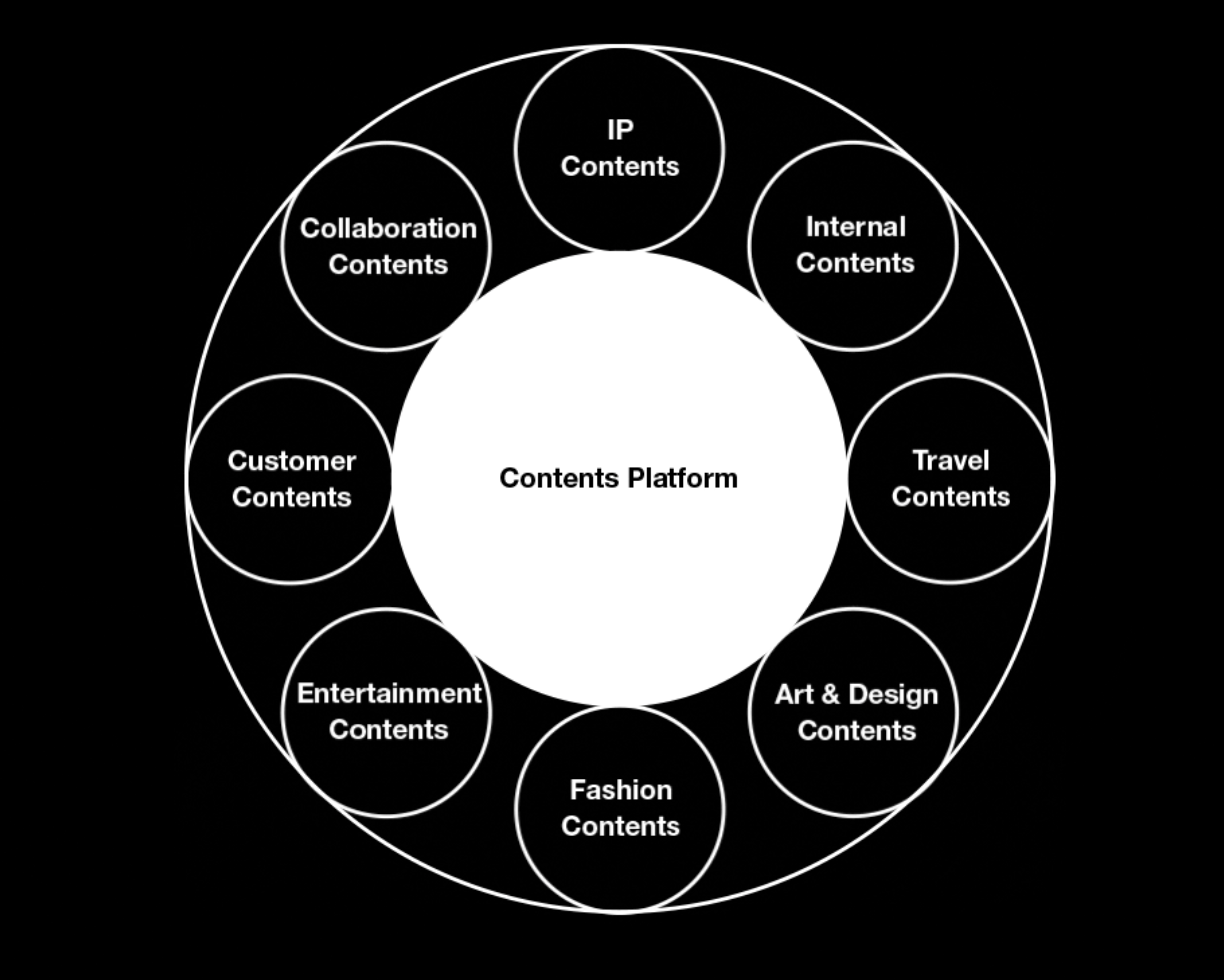 IP
Contents
Collaboration
Contents
Internal
Contents
Customer
Contents
Contents Platform
Travel
Contents
Entertainment
Contents
Art & Design
Contents
Fashion
Contents